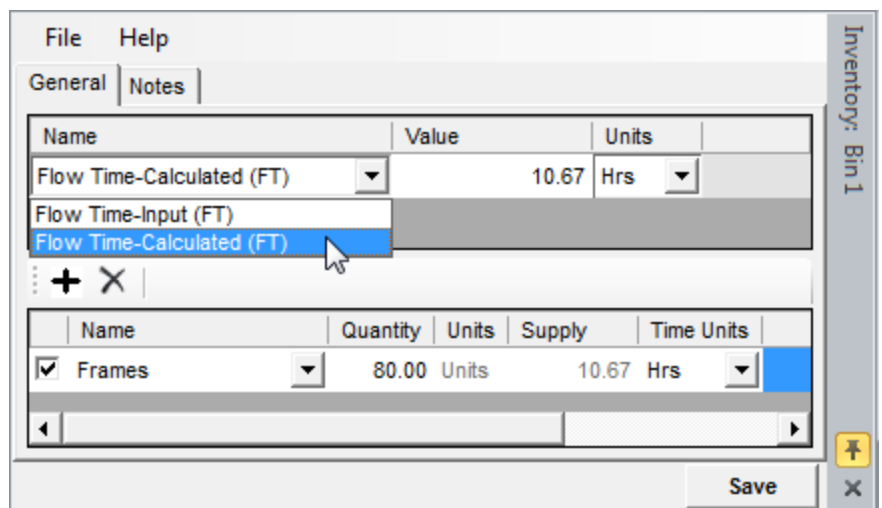 File Help
General Notes
Name Value Units
Flow Time-Calculated (FT) 10.67 Hrs
Flow Time-Input (FT)
Flow Time-Calculated (FT)
Name Quantity Units Supply Time Units
Frames 80.00 Units 10.67 Hrs
Save
Inventory: Bin 1